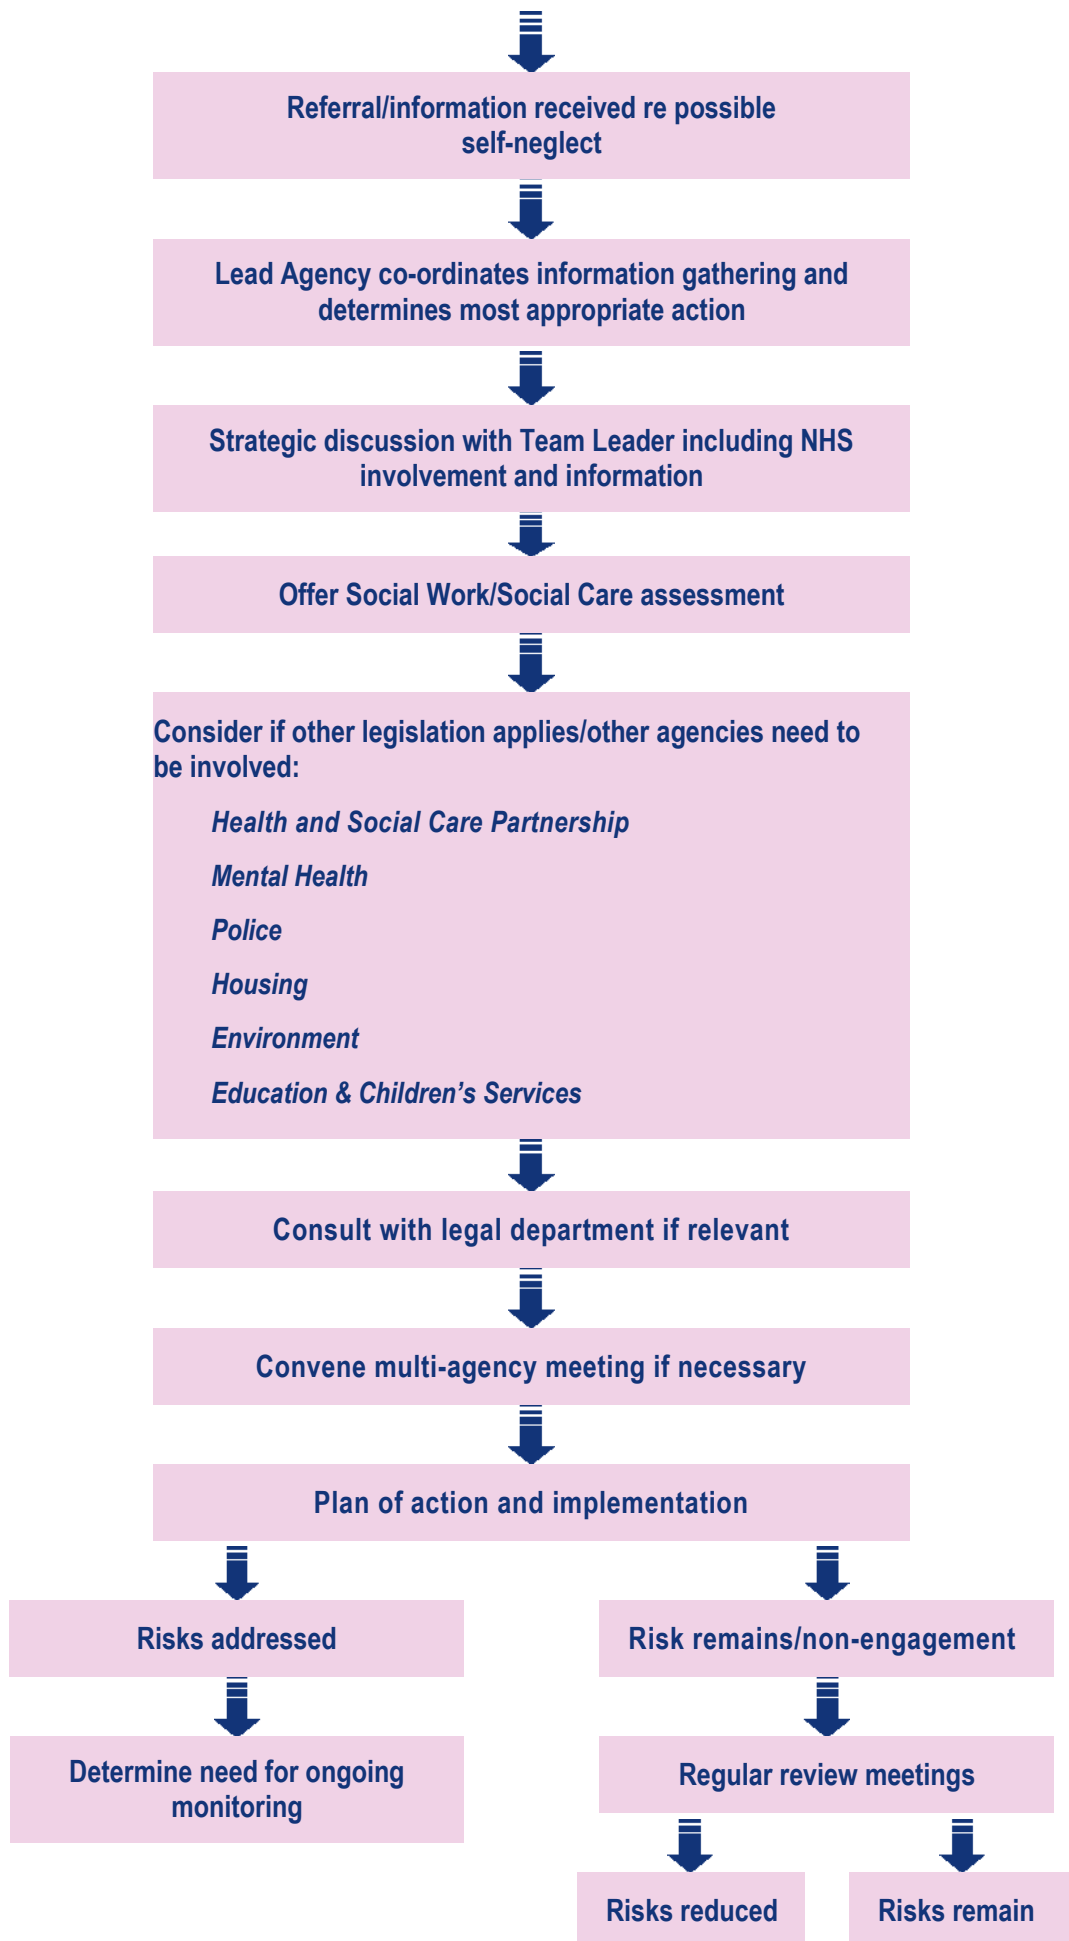 Referral/information received re possible
self-neglect
Lead Agency co-ordinates information gathering and
determines most appropriate action
Strategic discussion with Team Leader including NHS
involvement and information
Offer Social Work/Social Care assessment
Consider if other legislation applies/other agencies need to
be involved:
Health and Social Care Partnership
Mental Health
Police
Housing
Environment
Education & Children’s Services
Consult with legal department if relevant
Convene multi-agency meeting if necessary
Plan of action and implementation
Risks addressed
Risk remains/non-engagement
Determine need for ongoing
monitoring
Regular review meetings
Risks reduced
Risks remain